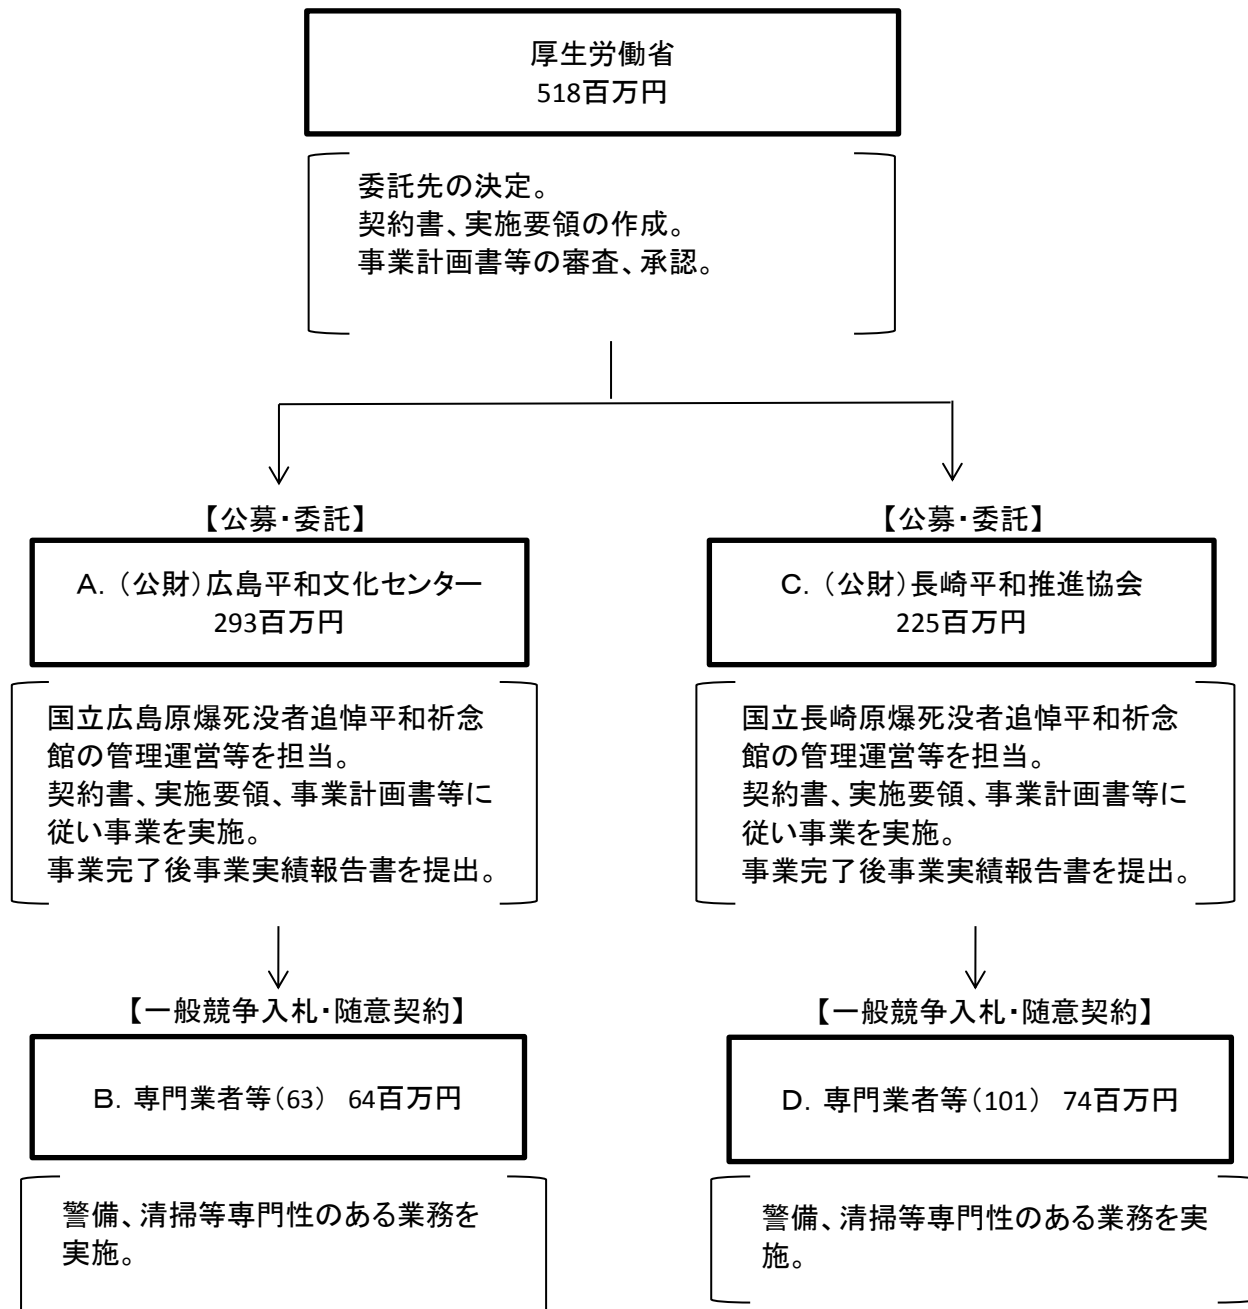 厚生労働省
518百万円
委託先の決定。
契約書、実施要領の作成。
事業計画書等の審査、承認。
【公募・委託】
A．（公財）広島平和文化センター
293百万円
国立広島原爆死没者追悼平和祈念
館の管理運営等を担当。
契約書、実施要領、事業計画書等に
従い事業を実施。
事業完了後事業実績報告書を提出。
【一般競争入札・随意契約】
B．専門業者等（63）　64百万円
警備、清掃等専門性のある業務を
実施。
【公募・委託】
C．（公財）長崎平和推進協会
225百万円
国立長崎原爆死没者追悼平和祈念
館の管理運営等を担当。
契約書、実施要領、事業計画書等に
従い事業を実施。
事業完了後事業実績報告書を提出。
【一般競争入札・随意契約】
D．専門業者等（101）　74百万円
警備、清掃等専門性のある業務を実
施。